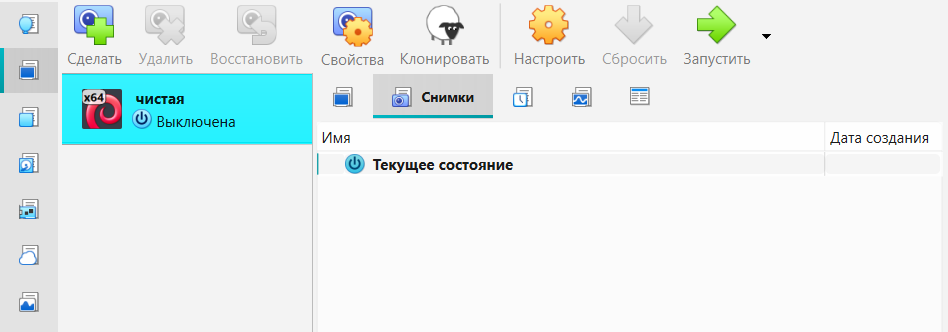 Сделать Удалить Восстановить Свойства Клонировать Настроить Сбросить Запустить
x64 чистая
Выключена
Снимки
Имя Дата создания
Текущее состояние